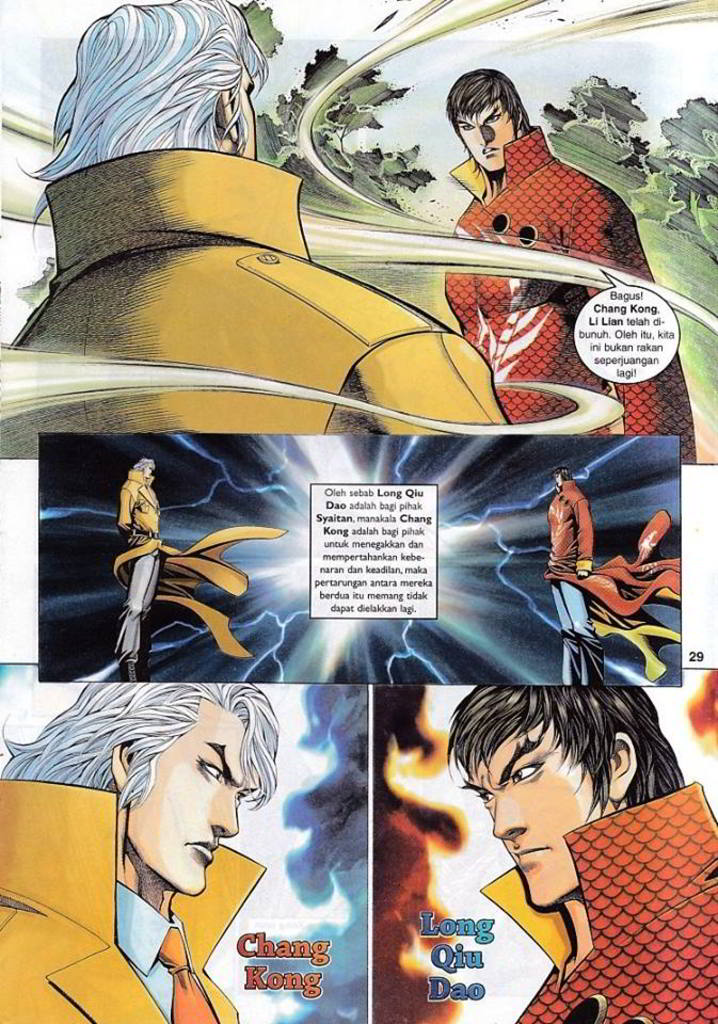 Bagus!
Chang Kong,
Li Lian telah di-
bunuh. Oleh itu, kita
ini bukan rakan
seperjuangan
lagi!
Oleh sebab Long Qiu
Dao adalah bagi pihak
Syaitan, manakala Chang
Kong adalah bagi pihak
untuk menegakkan dan
mempertahankan kebe-
naran dan keadilan, maka
pertarungan antara mereka
berdua itu memang tidak
dapat dielakkan lagi.
29
Chang
Kong
Long
Qiu
Dao